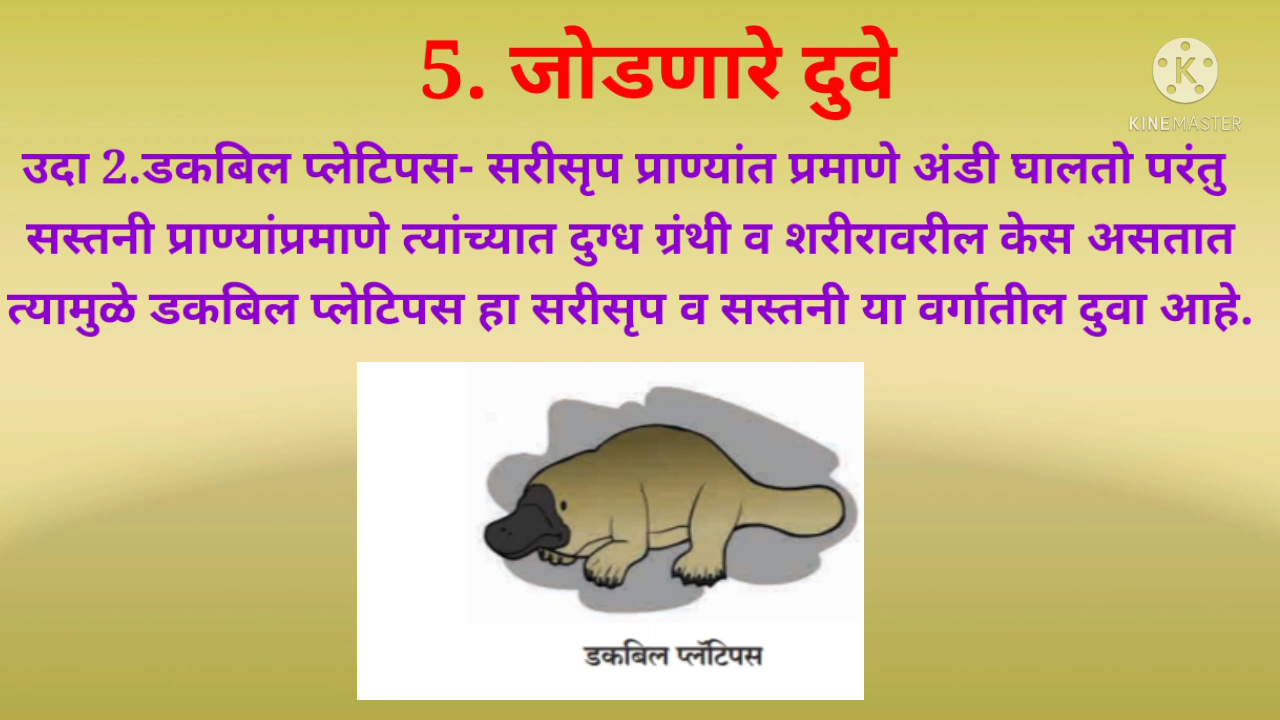 5. जोडणारे दुवे
KINEMASTER
उदा 2.डकबिल प्लेटिपस- सरीसृप प्राण्यांत प्रमाणे अंडी घालतो परंतु
सस्तनी प्राण्यांप्रमाणे त्यांच्यात दुग्ध ग्रंथी व शरीरावरील केस असतात
त्यामुळे डकबिल प्लेटिपस हा सरीसृप व सस्तनी या वर्गातील दुवा आहे.
डकबिल प्लॅटिपस